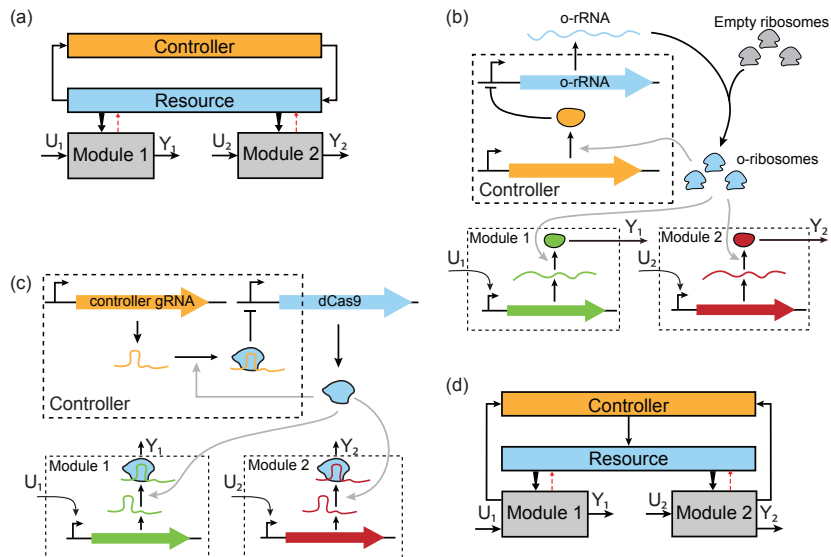 (a)
Controller
Resource
U₁
Module 1
Y₁
U₂
Module 2
Y₂
(b)
o-rRNA
Empty ribosomes
o-rRNA
Controller
o-ribosomes
Module 1
Y₁
U₁
Module 2
Y₂
U₂
(c)
controller gRNA
dCas9
Controller
Module 1
Y₁
U₁
Module 2
Y₂
U₂
(d)
Controller
Resource
U₁
Module 1
Y₁
U₂
Module 2
Y₂